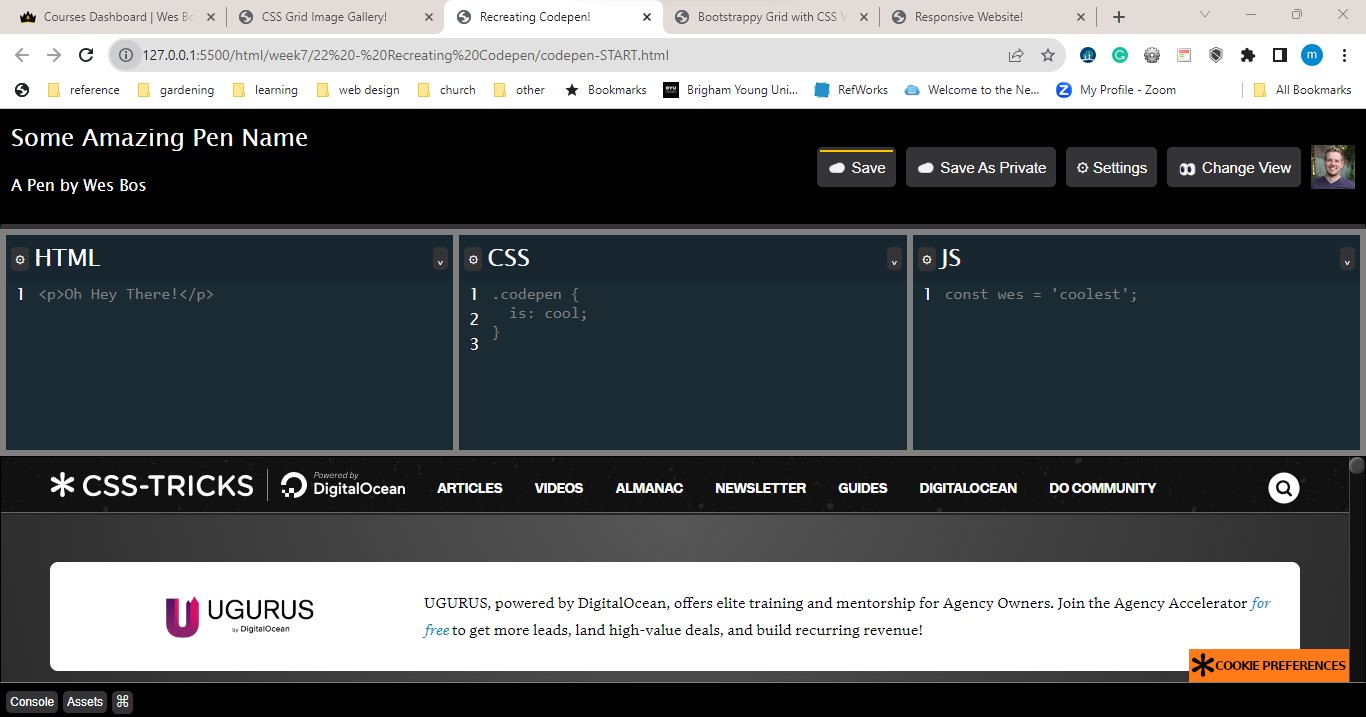 Courses Dashboard | Wes Bo
CSS Grid Image Gallery!
Recreating Codepen!
Bootstrappy Grid with CSS V
Responsive Website!
127.0.0.1:5500/html/week7/22%20-%20Recreating%20Codepen/codepen-START.html
m
reference
gardening
learning
web design
church
other
Bookmarks
BYU
Brigham Young Uni...
RefWorks
Welcome to the Ne...
My Profile - Zoom
All Bookmarks
Some Amazing Pen Name
A Pen by Wes Bos
Save
Save As Private
⚙ Settings
Change View
HTML
1 <p>Oh Hey There!</p>
CSS
1 .codepen {
2 is: cool;
3 }
JS
1 const wes = 'coolest';
CSS-TRICKS
Powered by
DigitalOcean
ARTICLES
VIDEOS
ALMANAC
NEWSLETTER
GUIDES
DIGITALOCEAN
DO COMMUNITY
UGURUS
by DigitalOcean
UGURUS, powered by DigitalOcean, offers elite training and mentorship for Agency Owners. Join the Agency Accelerator for
free to get more leads, land high-value deals, and build recurring revenue!
COOKIE PREFERENCES
Console
Assets
⌘